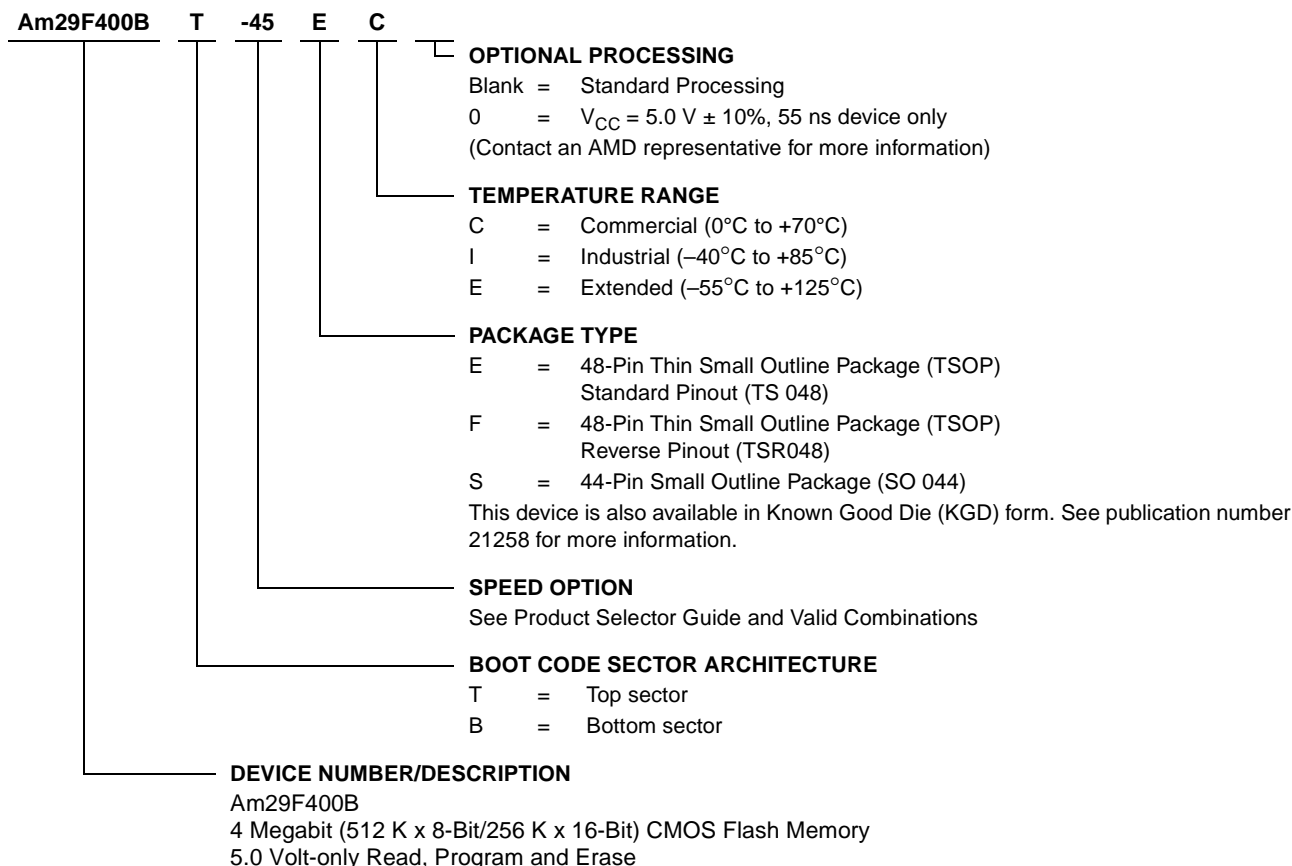 Am29F400B T -45 E C
OPTIONAL PROCESSING
Blank = Standard Processing
0 = VCC = 5.0 V ± 10%, 55 ns device only
(Contact an AMD representative for more information)
TEMPERATURE RANGE
C = Commercial (0°C to +70°C)
I = Industrial (–40°C to +85°C)
E = Extended (–55°C to +125°C)
PACKAGE TYPE
E = 48-Pin Thin Small Outline Package (TSOP)
Standard Pinout (TS 048)
F = 48-Pin Thin Small Outline Package (TSOP)
Reverse Pinout (TSR048)
S = 44-Pin Small Outline Package (SO 044)
This device is also available in Known Good Die (KGD) form. See publication number
21258 for more information.
SPEED OPTION
See Product Selector Guide and Valid Combinations
BOOT CODE SECTOR ARCHITECTURE
T = Top sector
B = Bottom sector
DEVICE NUMBER/DESCRIPTION
Am29F400B
4 Megabit (512 K x 8-Bit/256 K x 16-Bit) CMOS Flash Memory
5.0 Volt-only Read, Program and Erase